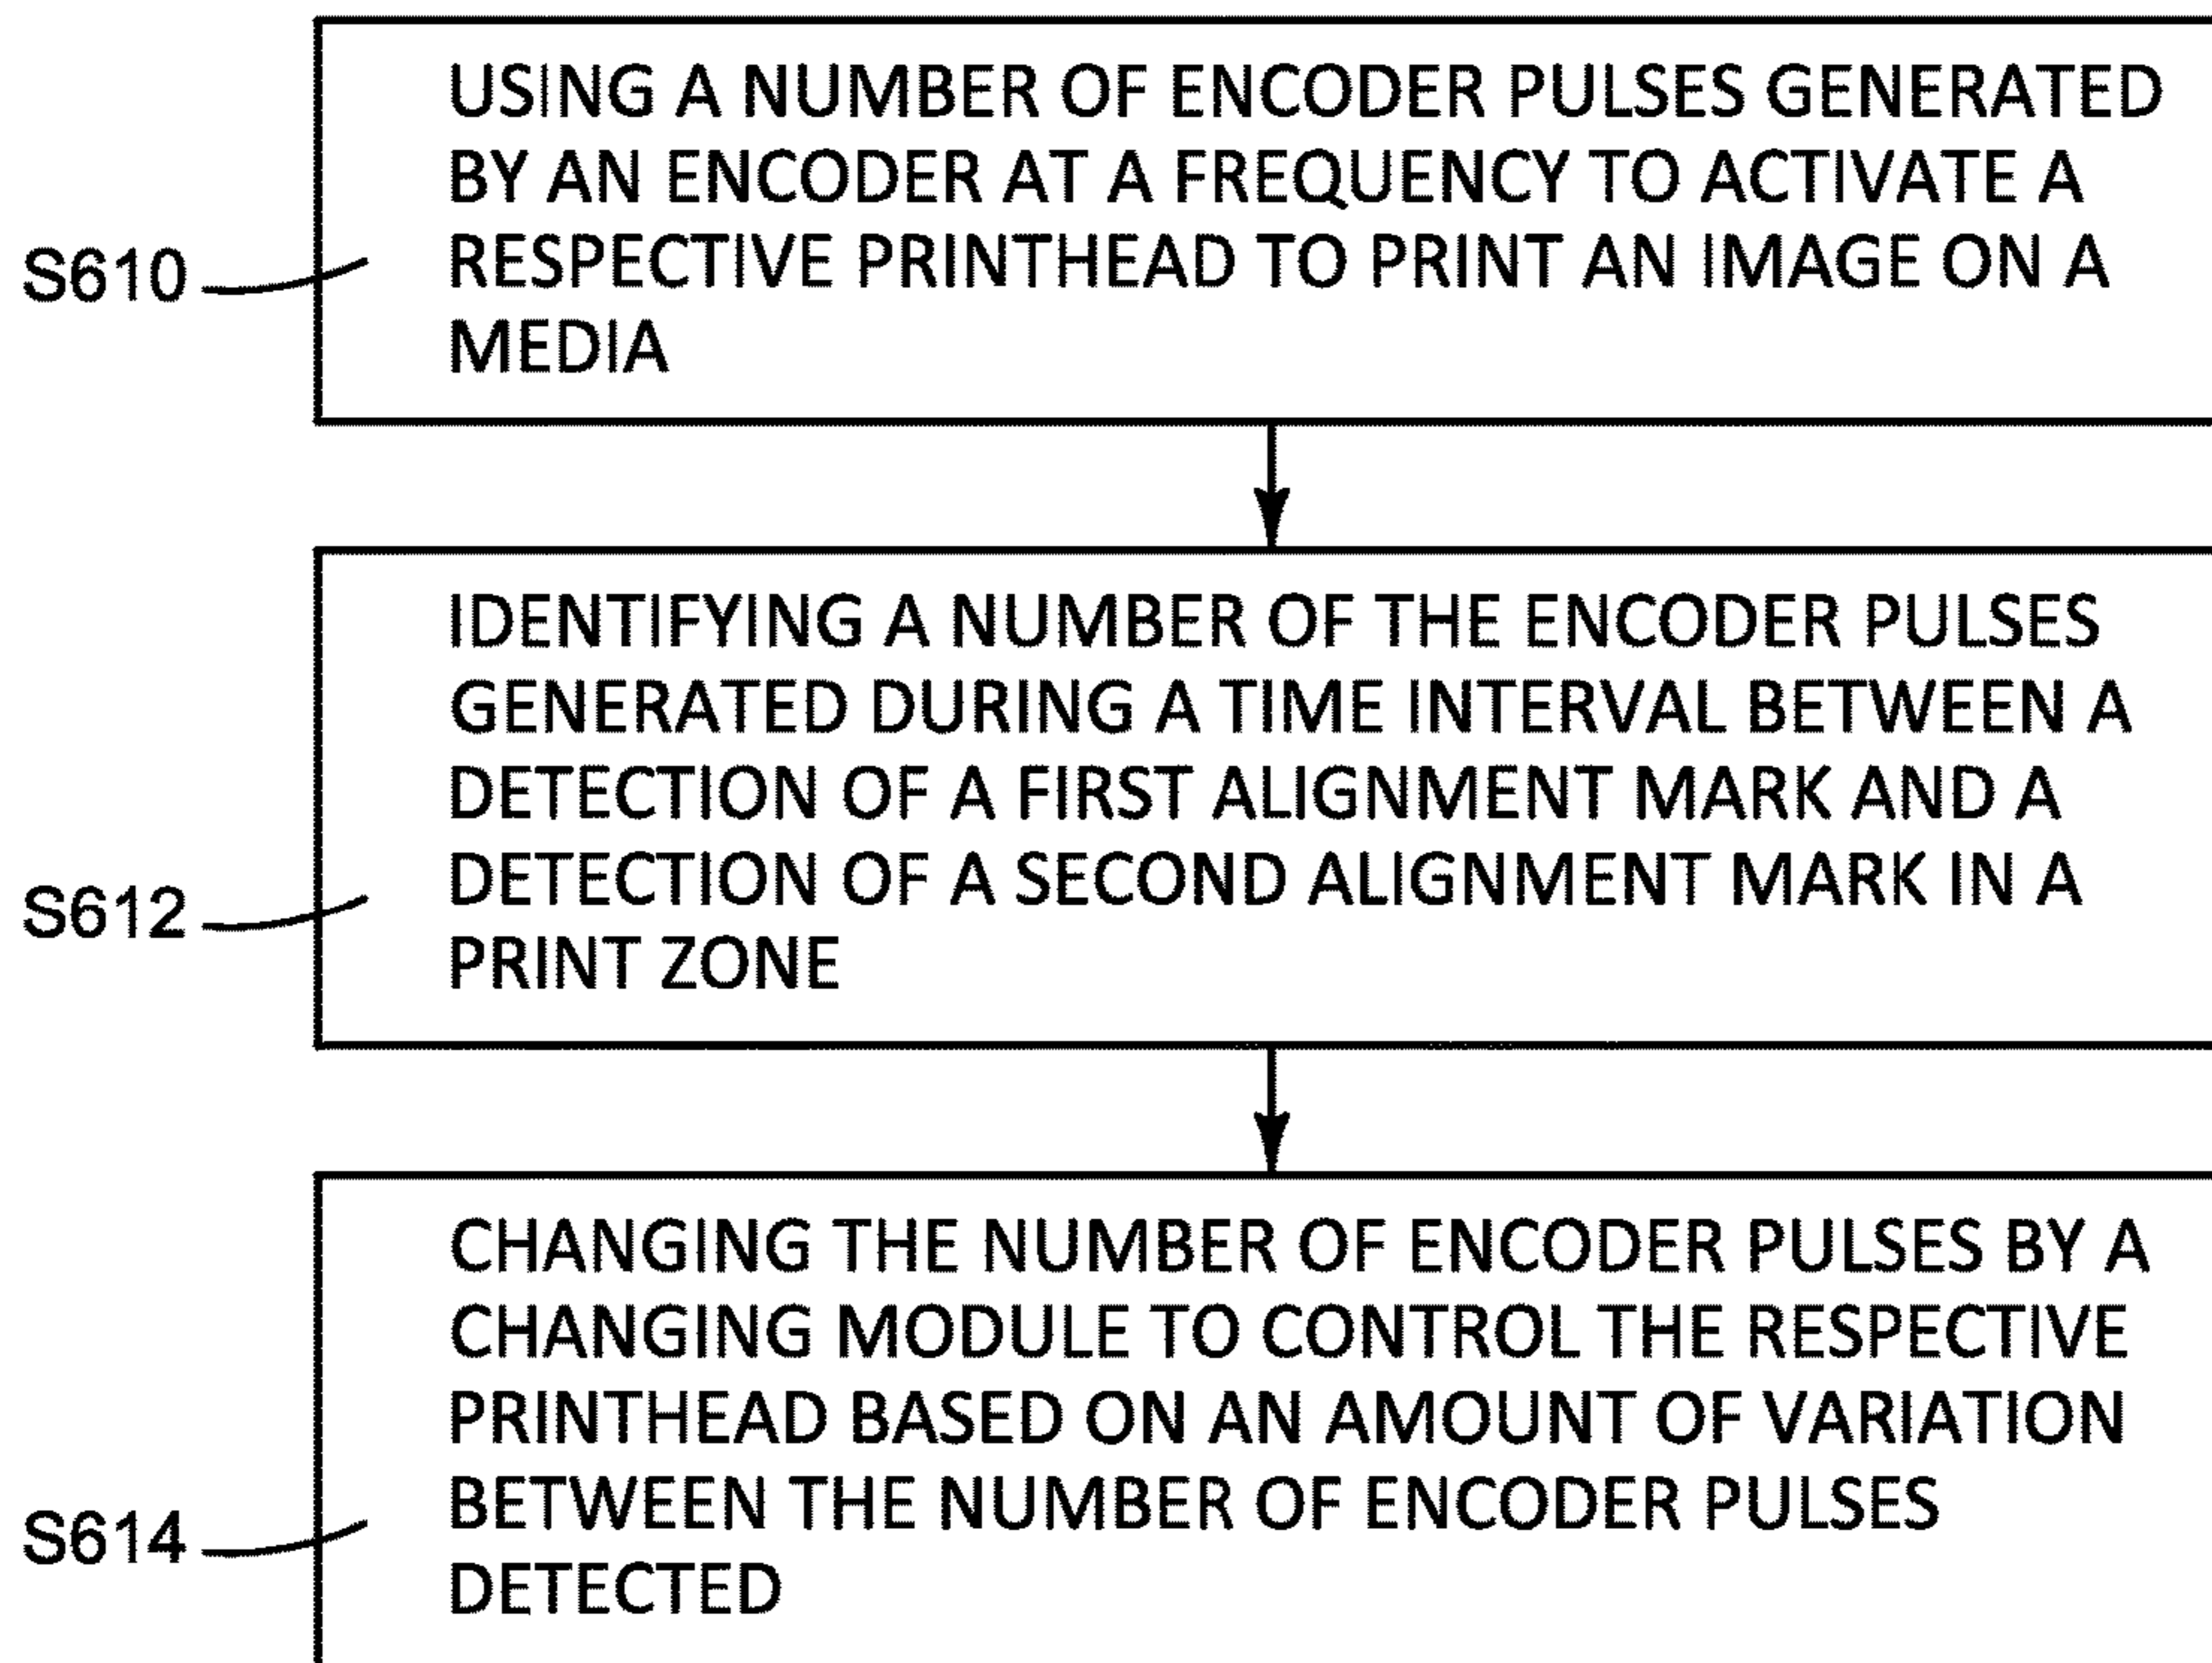 USING A NUMBER OF ENCODER PULSES GENERATED
BY AN ENCODER AT A FREQUENCY TO ACTIVATE A
RESPECTIVE PRINTHEAD TO PRINT AN IMAGE ON A
MEDIA
S610
IDENTIFYING A NUMBER OF THE ENCODER PULSES
GENERATED DURING A TIME INTERVAL BETWEEN A
DETECTION OF A FIRST ALIGNMENT MARK AND A
DETECTION OF A SECOND ALIGNMENT MARK IN A
PRINT ZONE
S612
CHANGING THE NUMBER OF ENCODER PULSES BY A
CHANGING MODULE TO CONTROL THE RESPECTIVE
PRINTHEAD BASED ON AN AMOUNT OF VARIATION
BETWEEN THE NUMBER OF ENCODER PULSES
DETECTED
S614